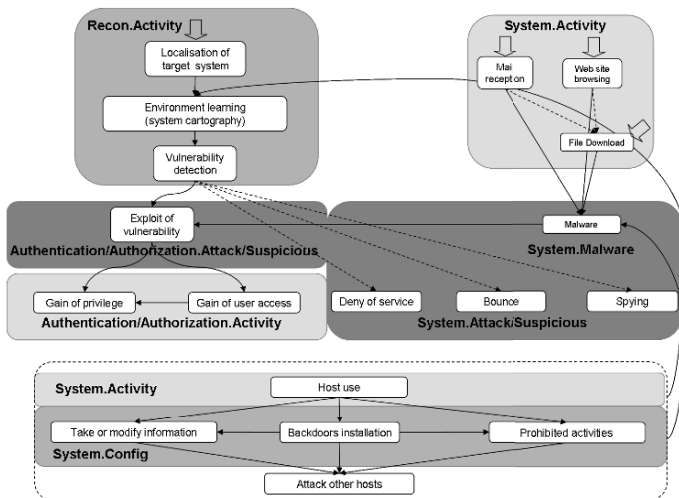 Recon.Activity
System.Activity
Localisation of
target system
Mai
reception
Web site
browsing
Environment learning
(system cartography)
File Download
Vulnerability
detection
Exploit of
vulnerability
Malware
Authentication/Authorization.Attack/Suspicious
System.Malware
Gain of privilege
Gain of user access
Deny of service
Bounce
Spying
Authentication/Authorization.Activity
System.Attack/Suspicious
System.Activity
Host use
Take or modify information
Backdoors installation
Prohibited activities
System.Config
Attack other hosts